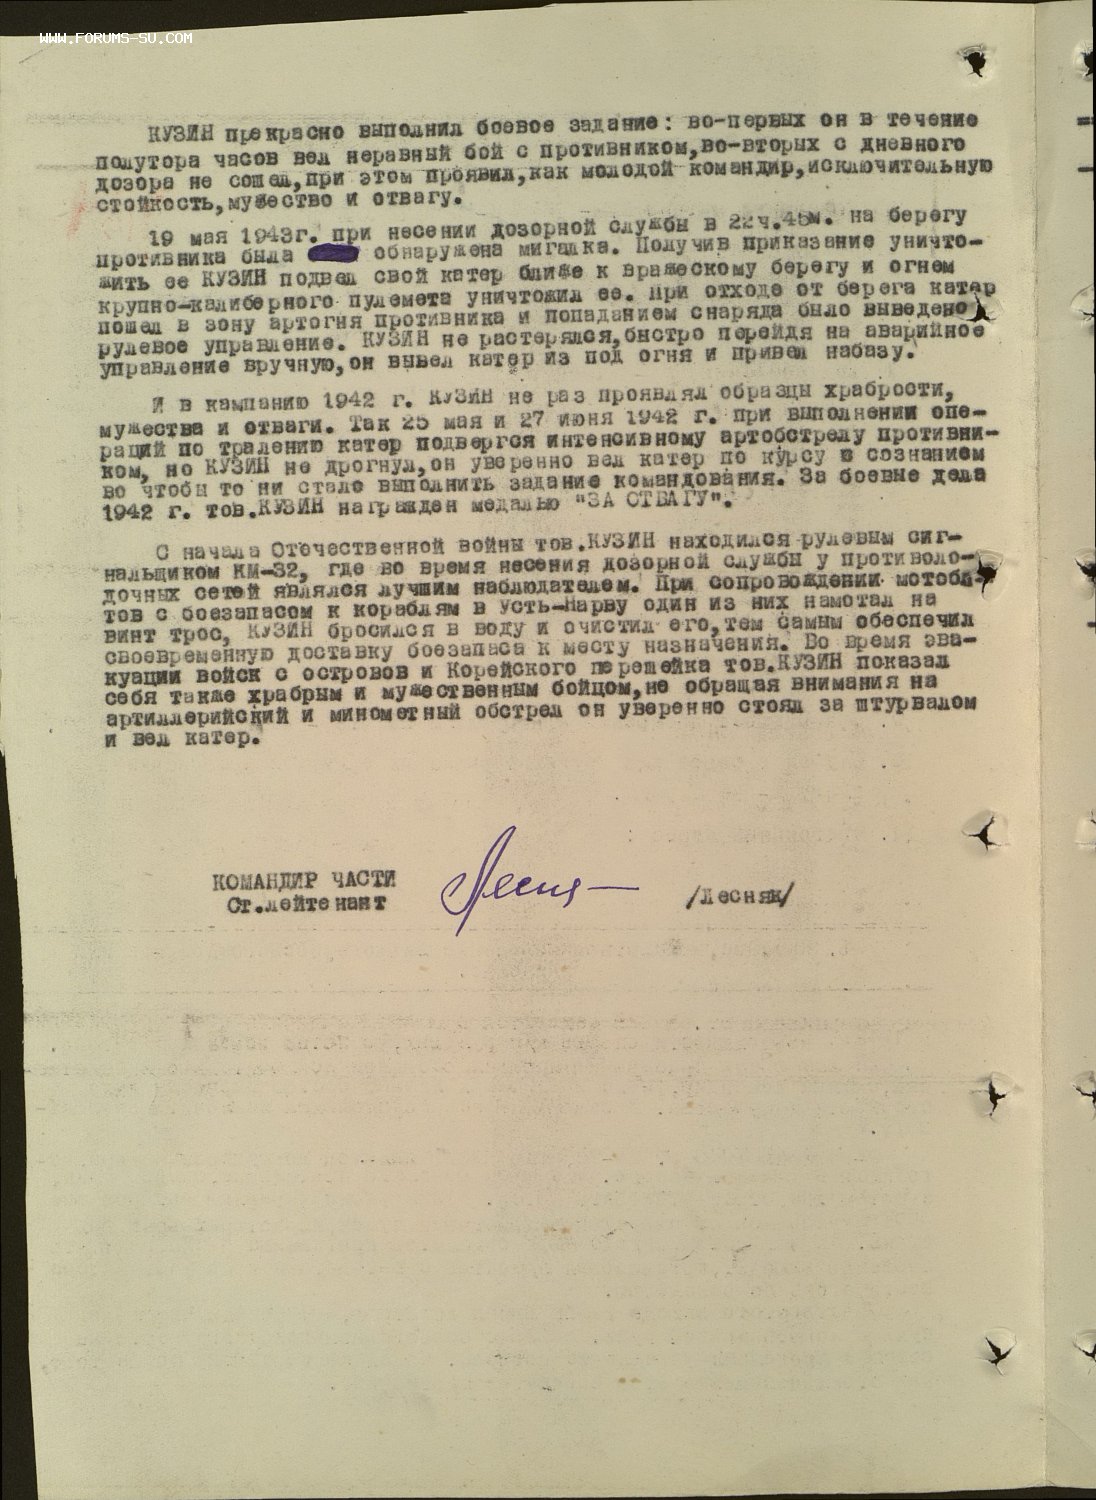 WWW.FORUMS-SU.COM
КУЗИН прекрасно выполнил боевое задание: во-первых он в течение
полутора часов вел неравный бой с противником,во-вторых с дневного
дозора не сошел,при этом проявил,как молодой командир,исключительную
стойкость,мужество и отвагу.
19 мая 1943г. при несении дозорной службы в 22ч.45м. на берегу
противника была обнаружена мигалка. Получив приказание уничто-
жить ее КУЗИН подвел свой катер ближе к вражескому берегу и огнем
крупно-калиберного пулемета уничтожил ее. При отходе от берега катер
пошел в зону артогня противника и попаданием снаряда было выведено
рулевое управление. КУЗИН не растерялся,быстро перейдя на аварийное
управление вручную,он вывел катер из под огня и привел набазу.
И в кампанию 1942 г. КУЗИН не раз проявлял образцы храбрости,
мужества и отваги. Так 25 мая и 27 июня 1942 г. при выполнении опе-
раций по тралению катер подвергся интенсивному артобстрелу противни-
ком, но КУЗИН не дрогнул,он уверенно вел катер по курсу с сознанием
во чтобы то ни стало выполнить задание командования. За боевые дела
1942 г. тов.КУЗИН награжден медалью "ЗА ОТВАГУ".
С начала Отечественной войны тов.КУЗИН находился рулевым сиг-
нальщиком КМ-32, где во время несения дозорной службы у противоло-
дочных сетей являлся лучшим наблюдателем. При сопровождении мотобо-
тов с боезапасом к кораблям в Усть-Нарву один из них намотал на
винт трос, КУЗИН бросился в воду и очистил его,тем самым обеспечил
своевременную доставку боезапаса к месту назначения. Во время эва-
куации войск с островов и Корейского перешейка тов.КУЗИН показал
себя также храбрым и мужественным бойцом,не обращая внимания на
артиллерийский и минометный обстрел он уверенно стоял за штурвалом
и вел катер.
КОМАНДИР ЧАСТИ
Ст.лейтенант /Лесняк/